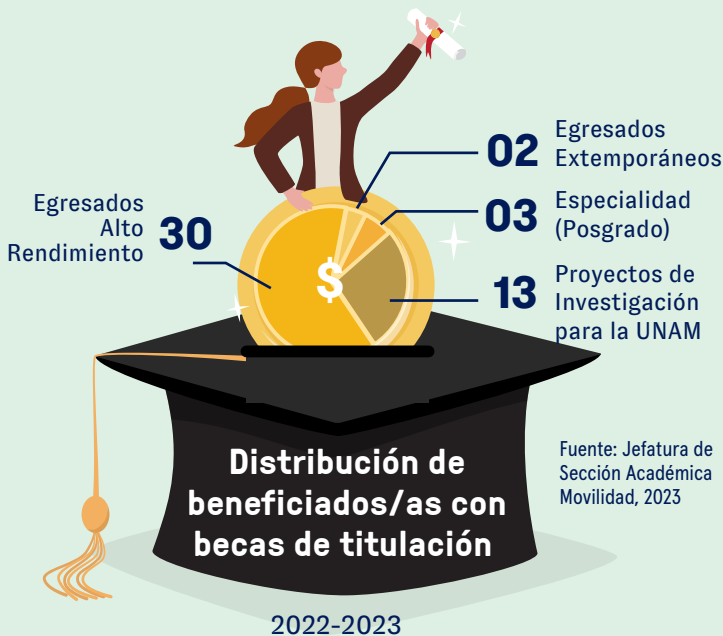 Egresados
Alto
Rendimiento
30
02
Egresados
Extemporáneos
03
Especialidad
(Posgrado)
13
Proyectos de
Investigación
para la UNAM
$
Distribución de
beneficiados/as con
becas de titulación
Fuente: Jefatura de
Sección Académica
Movilidad, 2023
2022-2023